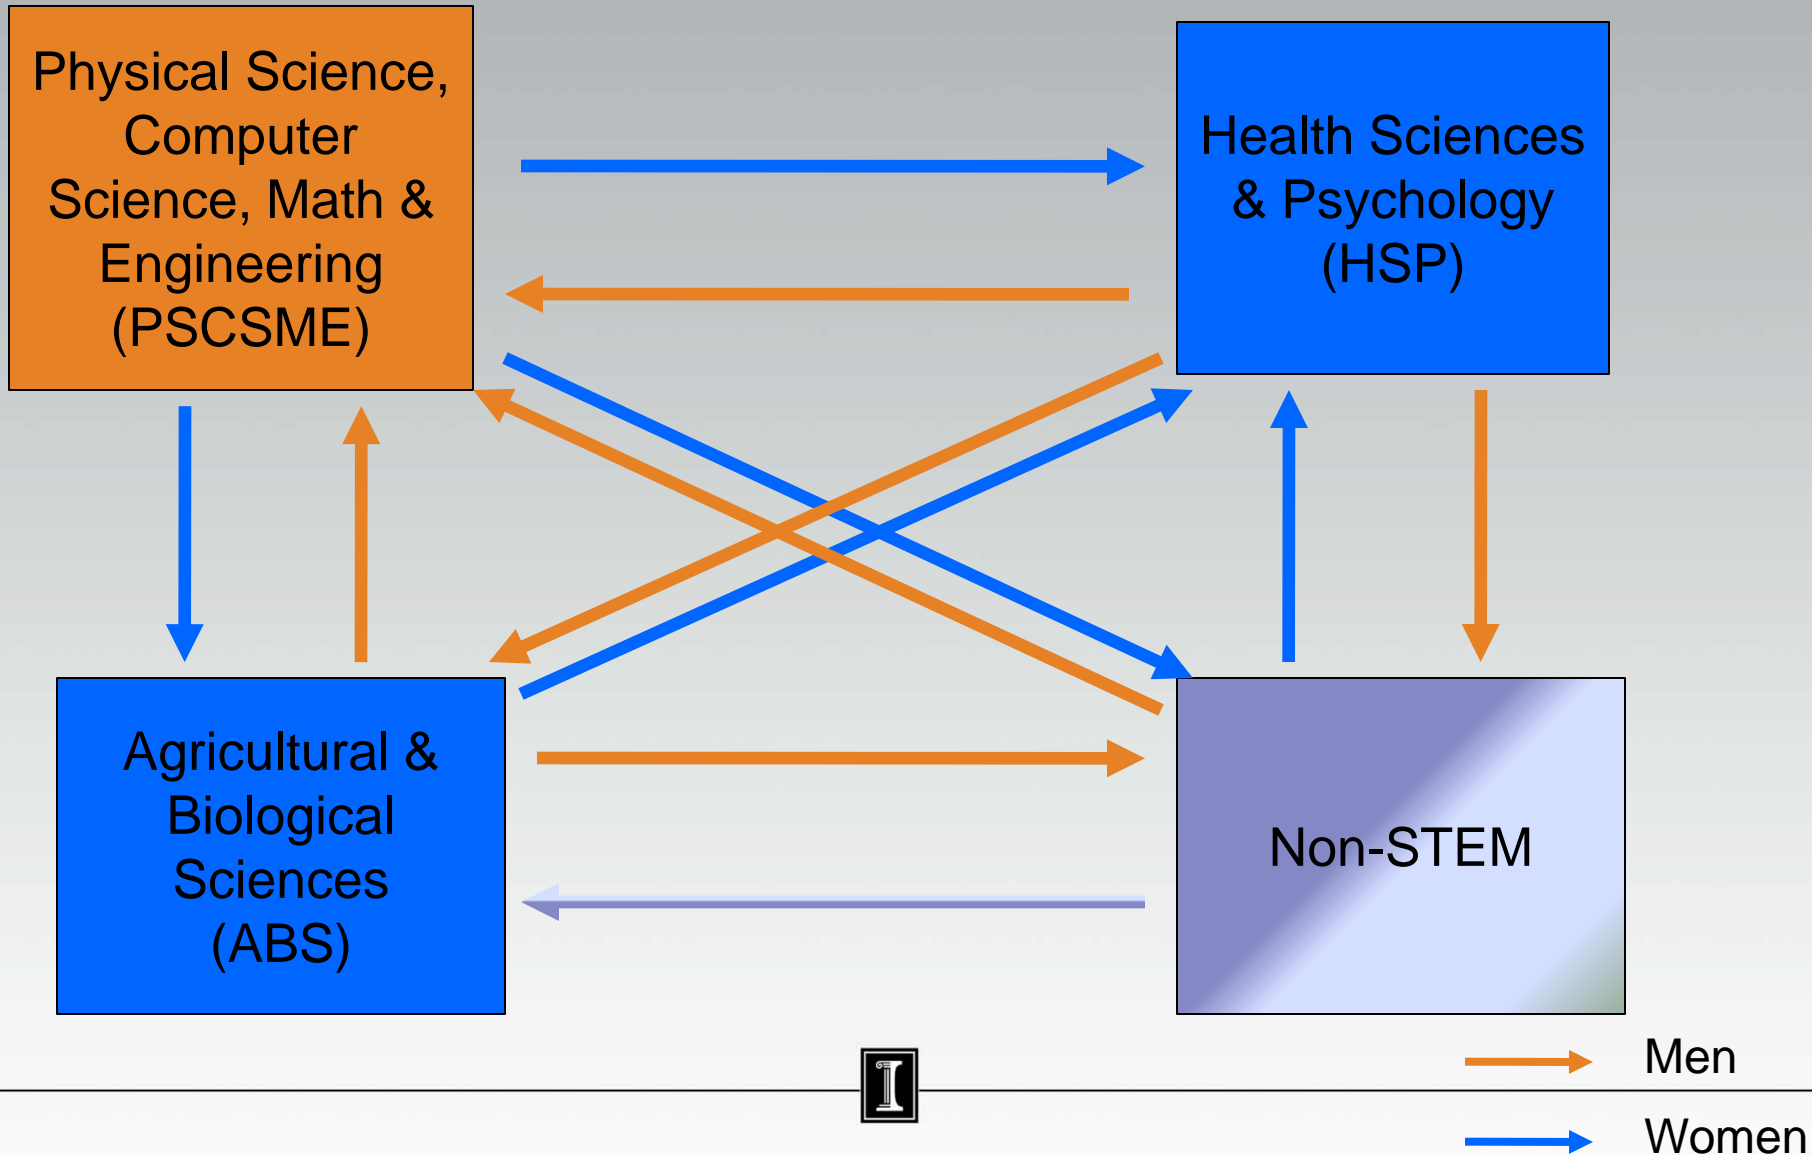 Physical Science,
Computer
Science, Math &
Engineering
(PSCSME)
Health Sciences
& Psychology
(HSP)
Agricultural &
Biological
Sciences
(ABS)
Non-STEM
I
Men
Women